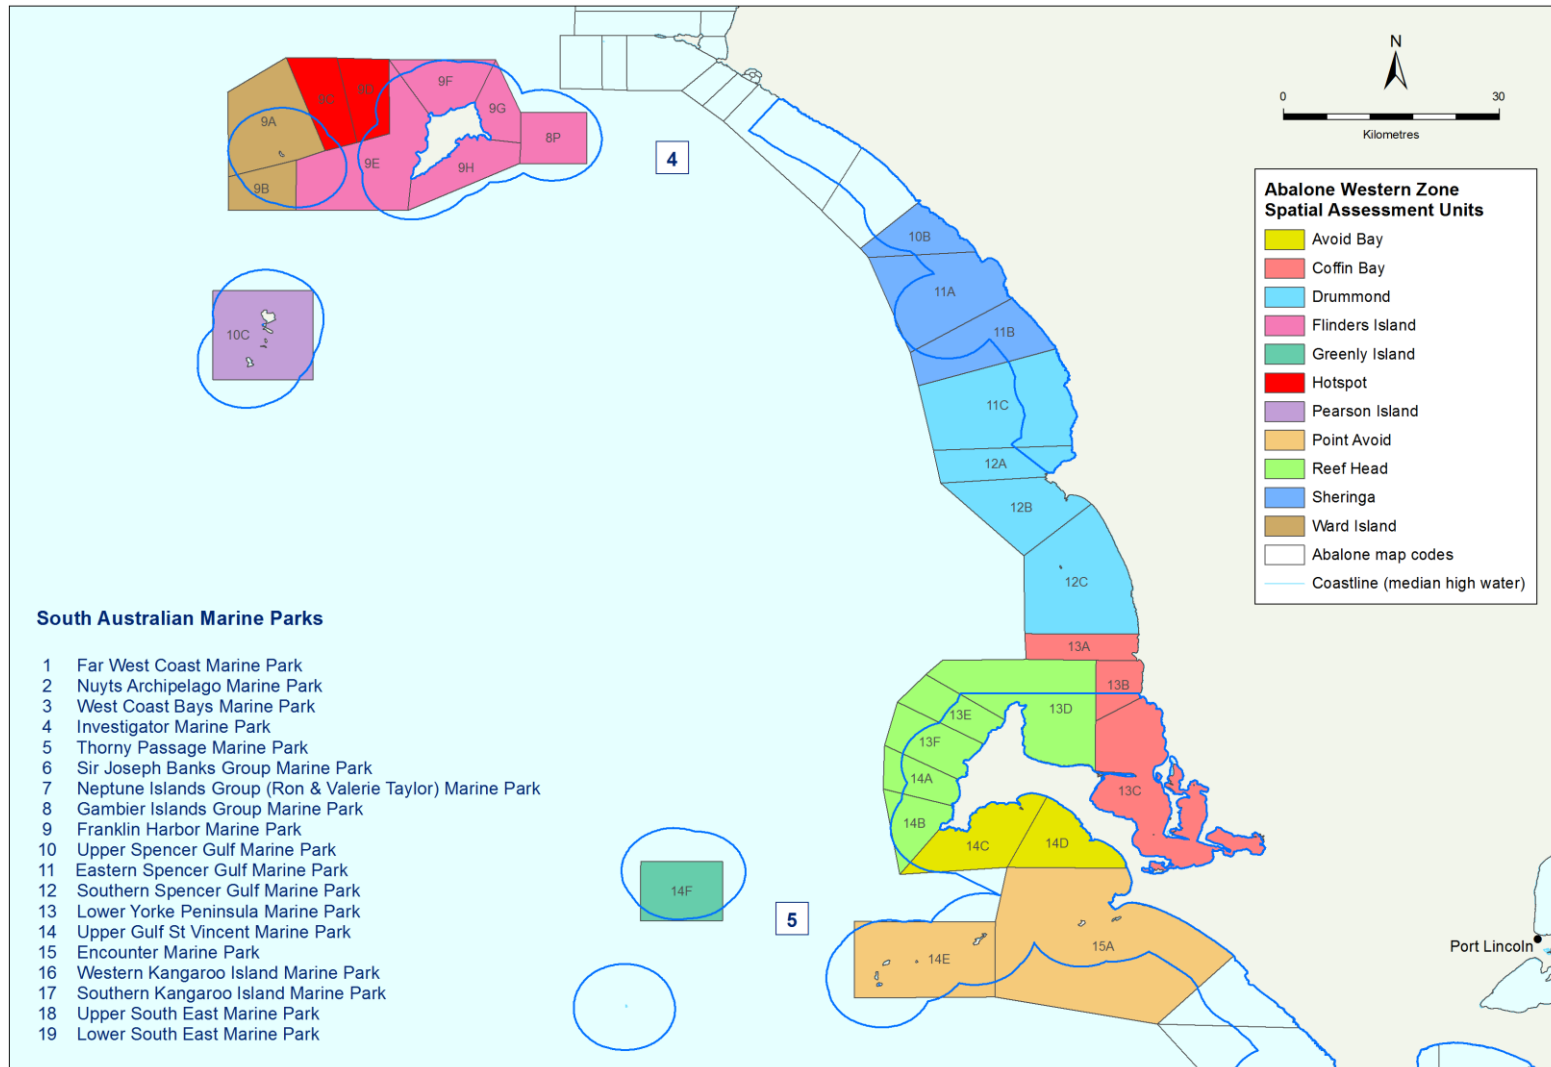 N
0
30
Kilometres
9F
9C
9D
9G
9A
8P
9E
9H
9B
4
10B
11A
10C
11B
11C
12A
12B
12C
13A
13B
13D
13E
13F
14A
13C
14B
14C
14D
14F
5
14E
15A
Port Lincoln
Abalone Western Zone
Spatial Assessment Units
Avoid Bay
Coffin Bay
Drummond
Flinders Island
Greenly Island
Hotspot
Pearson Island
Point Avoid
Reef Head
Sheringa
Ward Island
Abalone map codes
Coastline (median high water)
South Australian Marine Parks
1 Far West Coast Marine Park
2 Nuyts Archipelago Marine Park
3 West Coast Bays Marine Park
4 Investigator Marine Park
5 Thorny Passage Marine Park
6 Sir Joseph Banks Group Marine Park
7 Neptune Islands Group (Ron & Valerie Taylor) Marine Park
8 Gambier Islands Group Marine Park
9 Franklin Harbor Marine Park
10 Upper Spencer Gulf Marine Park
11 Eastern Spencer Gulf Marine Park
12 Southern Spencer Gulf Marine Park
13 Lower Yorke Peninsula Marine Park
14 Upper Gulf St Vincent Marine Park
15 Encounter Marine Park
16 Western Kangaroo Island Marine Park
17 Southern Kangaroo Island Marine Park
18 Upper South East Marine Park
19 Lower South East Marine Park